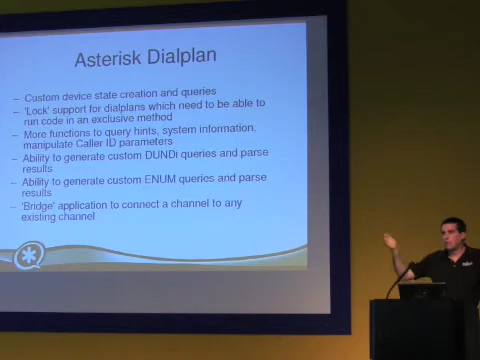 Asterisk Dialplan
– Custom device state creation and queries
– 'Lock' support for dialplans which need to be able to
run code in an exclusive method
– More functions to query hints, system information,
manipulate Caller ID parameters
– Ability to generate custom DUNDi queries and parse
results
– Ability to generate custom ENUM queries and parse
results
– 'Bridge' application to connect a channel to any
existing channel